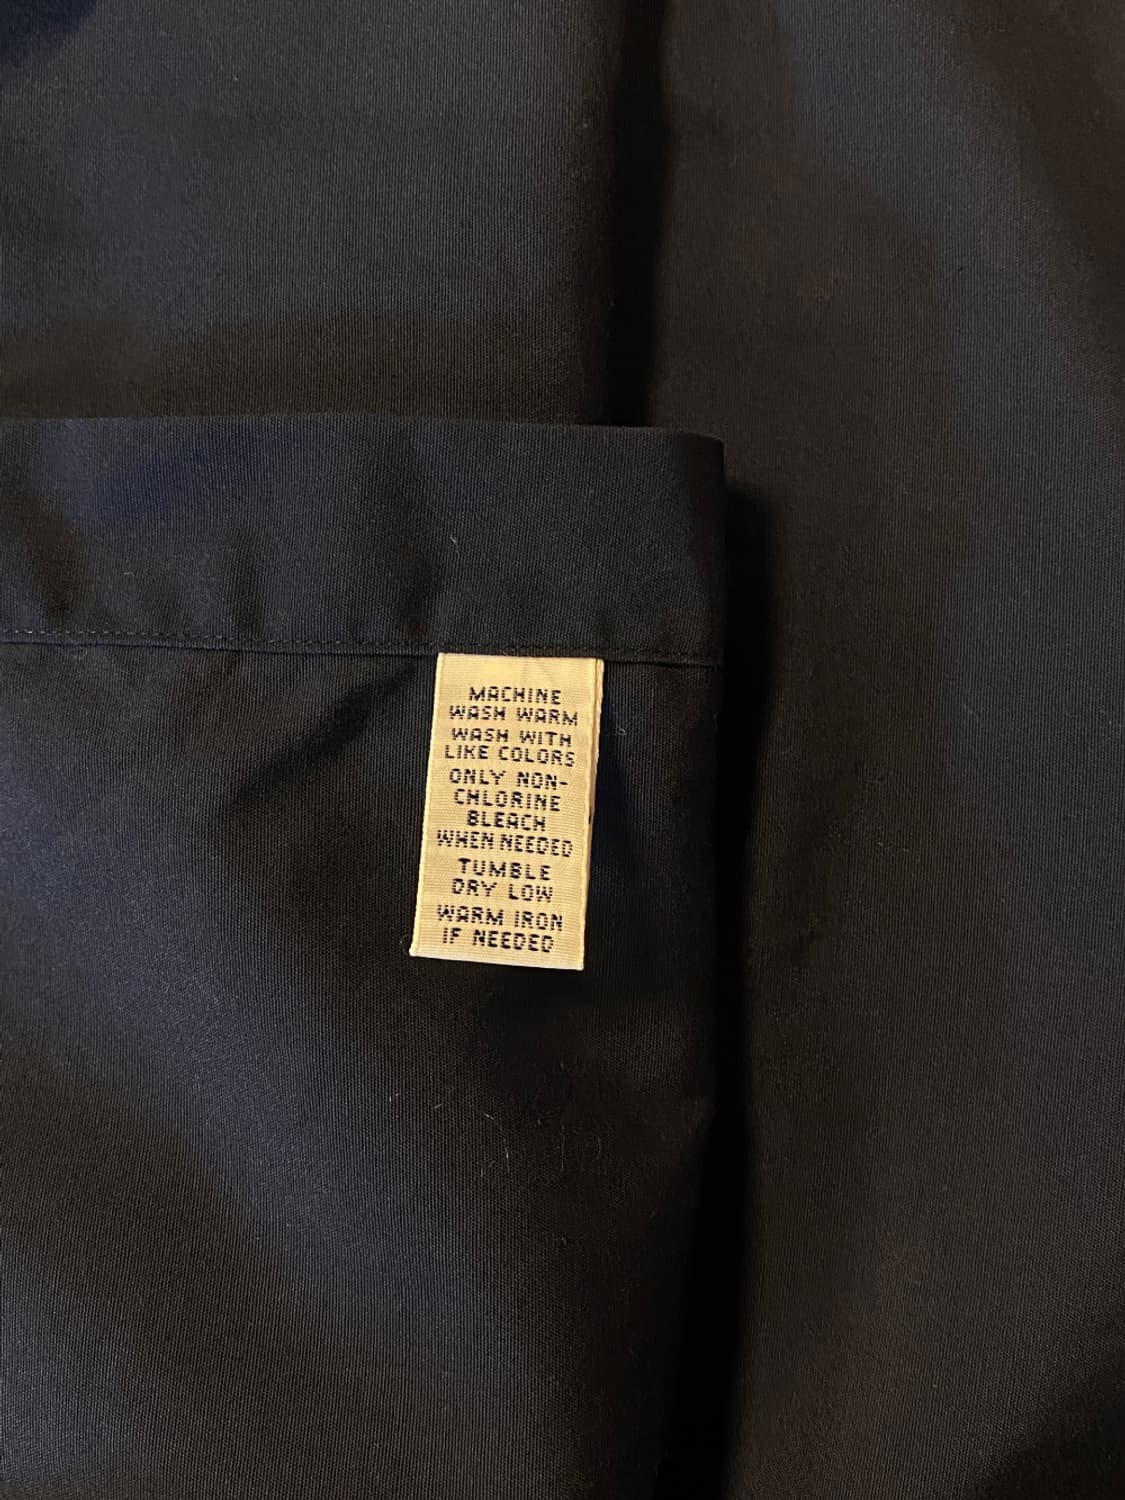 MACHINE
WASH WARM
WASH WITH
LIKE COLORS
ONLY NON-
CHLORINE
BLEACH
WHEN NEEDED
TUMBLE
DRY LOW
WARM IRON
IF NEEDED